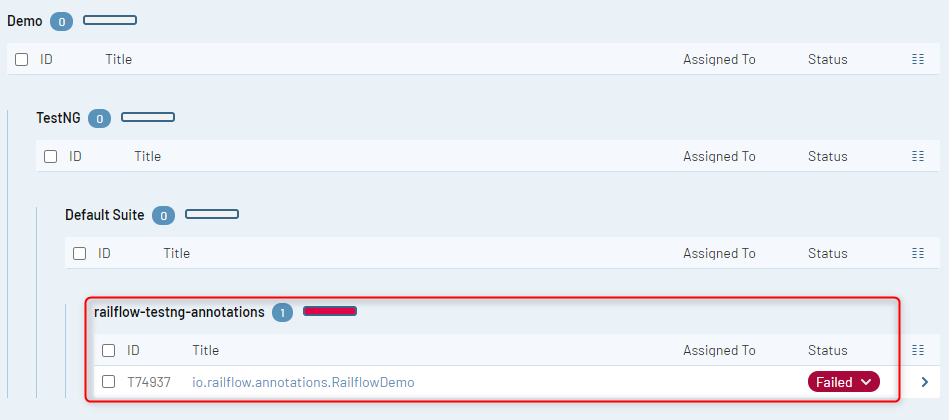 Demo 0
ID Title Assigned To Status
TestNG 0
ID Title Assigned To Status
Default Suite 0
ID Title Assigned To Status
railflow-testng-annotations 1
ID Title Assigned To Status
T74937 io.railflow.annotations.RailflowDemo Failed